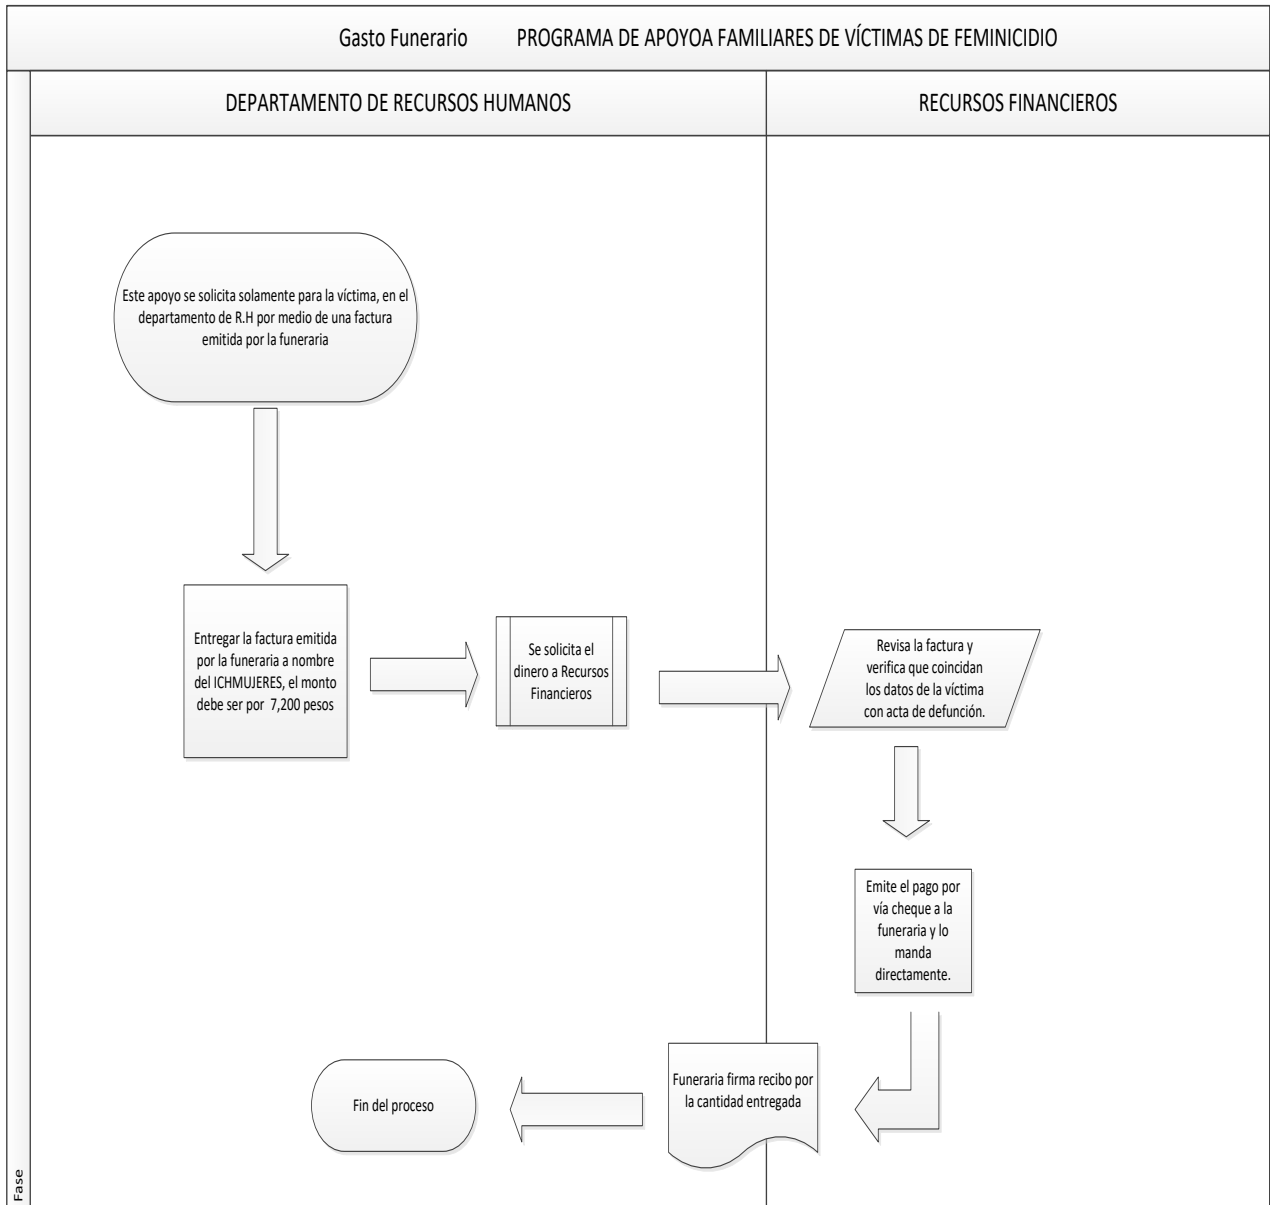 Gasto Funerario PROGRAMA DE APOYOA FAMILIARES DE VÍCTIMAS DE FEMINICIDIO
DEPARTAMENTO DE RECURSOS HUMANOS
RECURSOS FINANCIEROS
Este apoyo se solicita solamente para la víctima, en el
departamento de R.H por medio de una factura
emitida por la funeraria
Entregar la factura emitida
por la funeraria a nombre
del ICHMUJERES, el monto
debe ser por 7,200 pesos
Se solicita el
dinero a Recursos
Financieros
Revisa la factura y
verifica que coincidan
los datos de la víctima
con acta de defunción.
Emite el pago por
vía cheque a la
funeraria y lo
manda
directamente.
Funeraria firma recibo por
la cantidad entregada
Fin del proceso
Fase